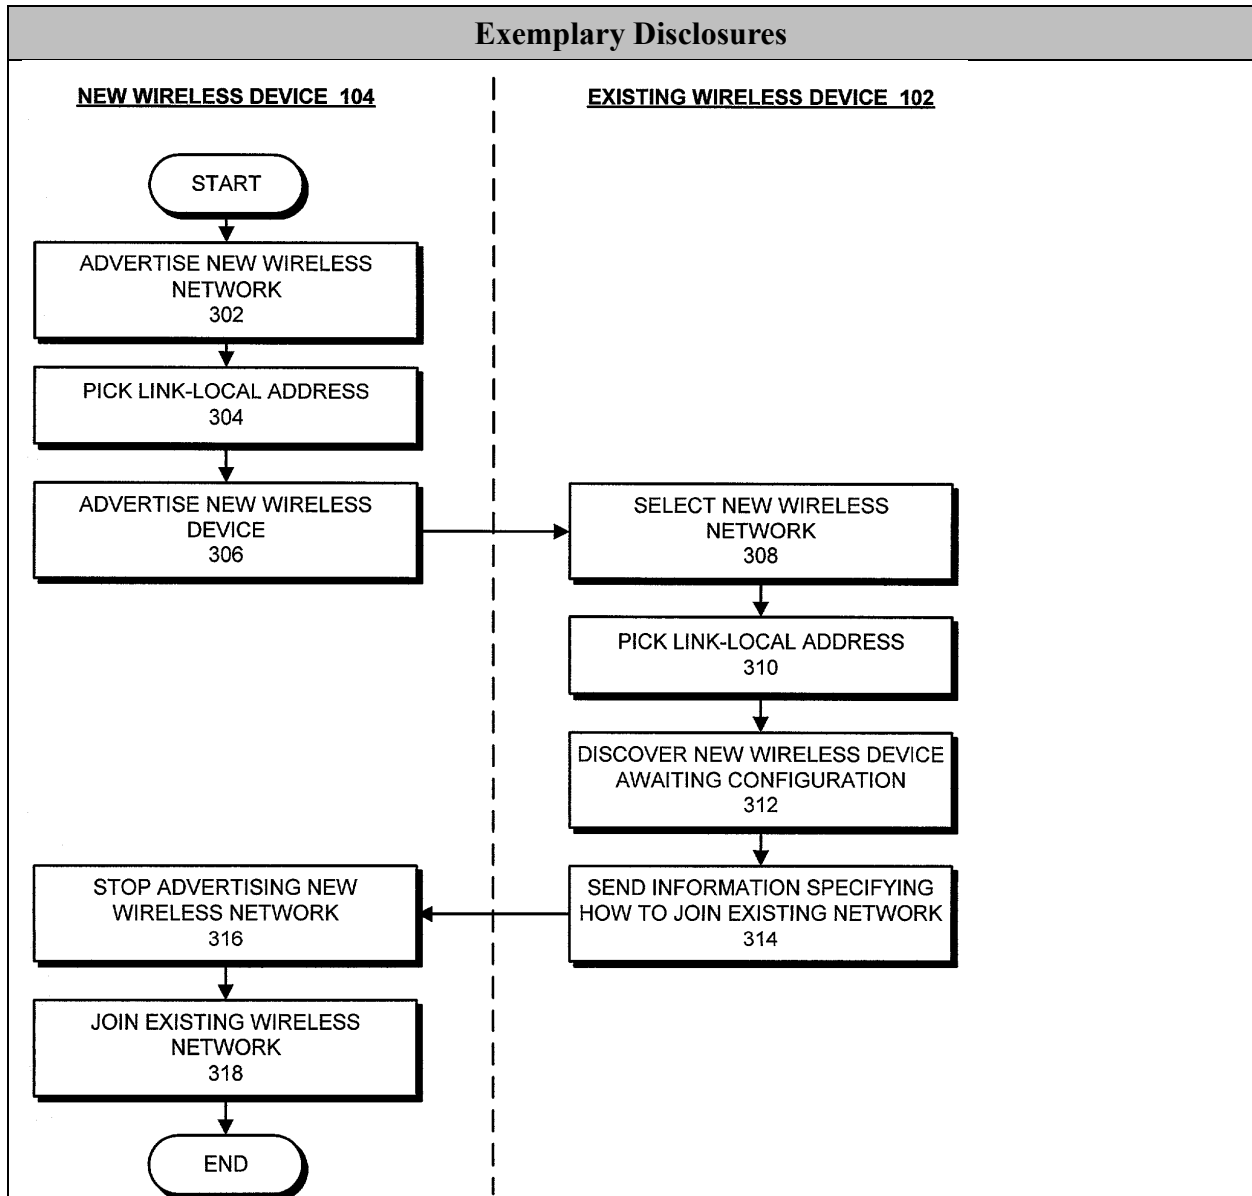 Exemplary Disclosures
NEW WIRELESS DEVICE 104
EXISTING WIRELESS DEVICE 102
START
ADVERTISE NEW WIRELESS
NETWORK
302
PICK LINK-LOCAL ADDRESS
304
ADVERTISE NEW WIRELESS
DEVICE
306
SELECT NEW WIRELESS
NETWORK
308
PICK LINK-LOCAL ADDRESS
310
DISCOVER NEW WIRELESS DEVICE
AWAITING CONFIGURATION
312
SEND INFORMATION SPECIFYING
HOW TO JOIN EXISTING NETWORK
314
STOP ADVERTISING NEW
WIRELESS NETWORK
316
JOIN EXISTING WIRELESS
NETWORK
318
END